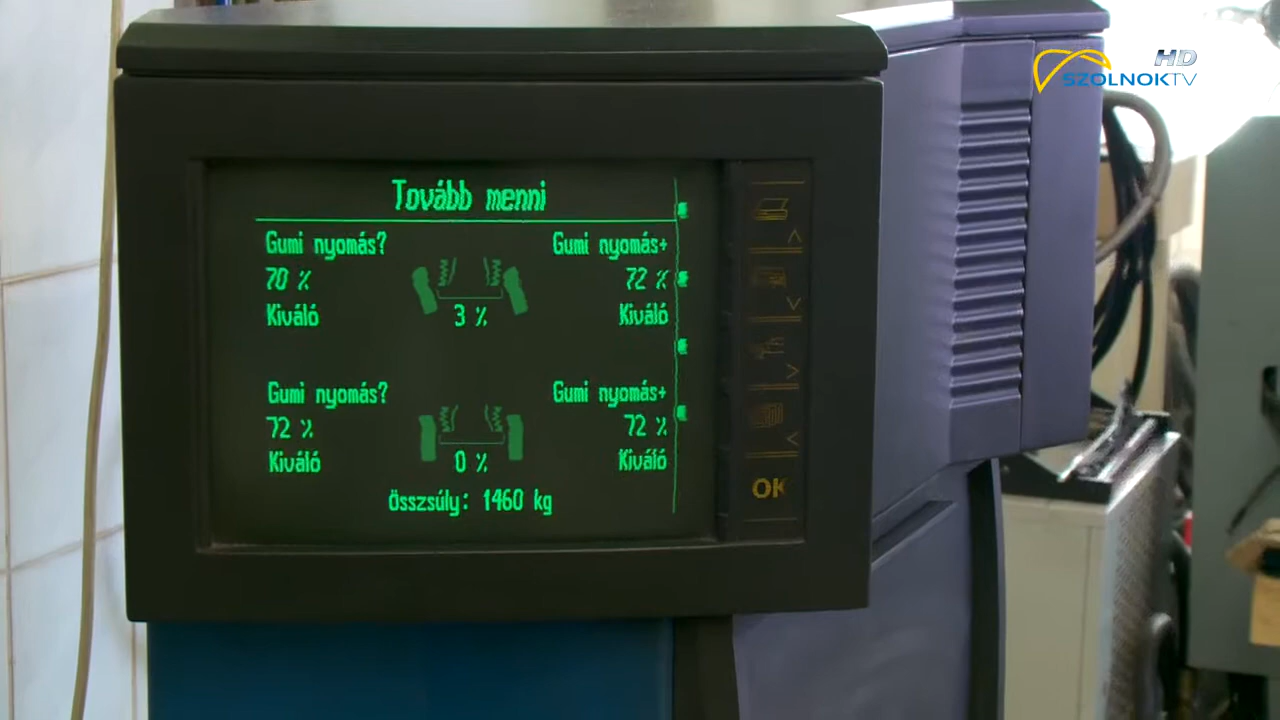 HD
SZOLNOKTV
Tovább menni
Gumi nyomás? Gumi nyomás+
70 % 72 %
Kiváló 3 % Kiváló
Gumi nyomás? Gumi nyomás+
72 % 72 %
Kiváló 0 % Kiváló
Összsúly: 1460 kg
OK